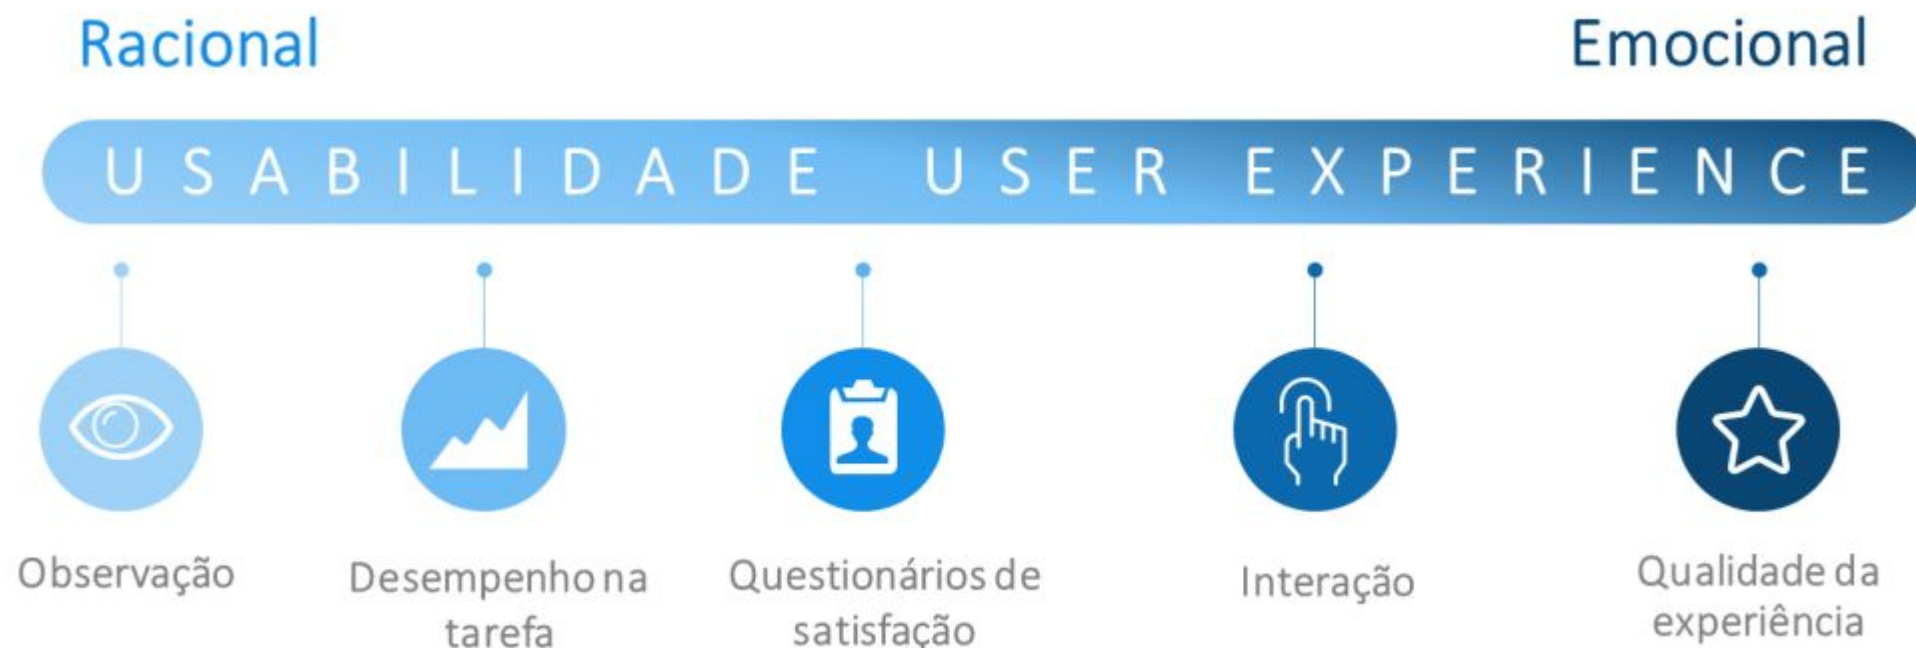 Racional
Emocional
USABILIDADE USER EXPERIENCE
Observação
Desempenho na
tarefa
Questionários de
satisfação
Interação
Qualidade da
experiência